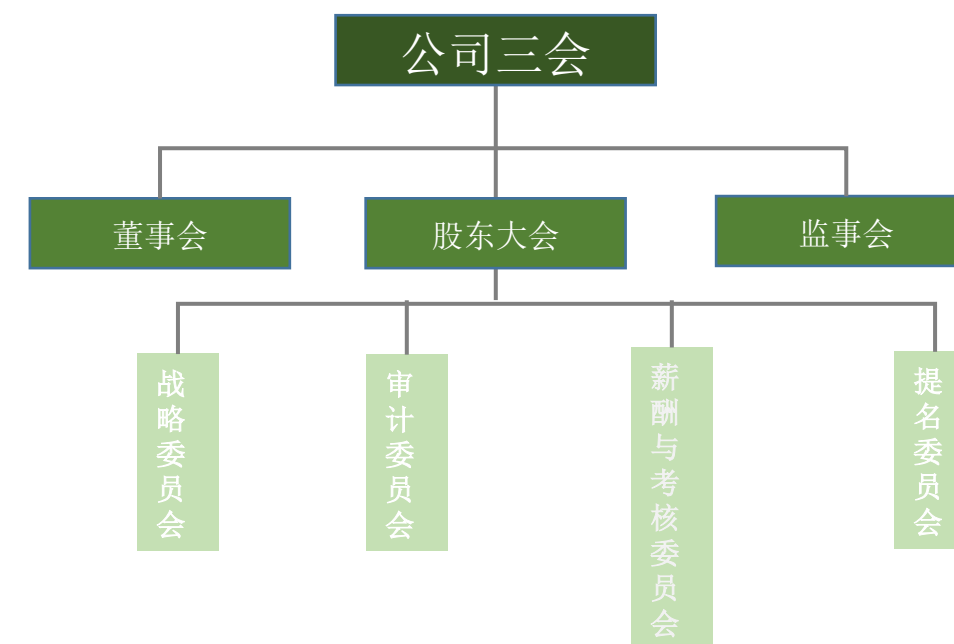 公司三会
董事会
股东大会
监事会
战略委员会
审计委员会
薪酬与考核委员会
提名委员会